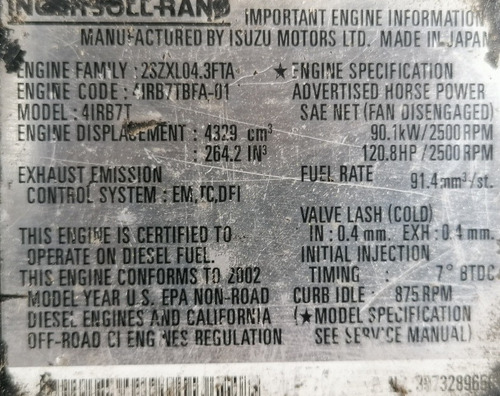 INGERSOLL-RAND
IMPORTANT ENGINE INFORMATION
MANUFACTURED BY ISUZU MOTORS LTD. MADE IN JAPAN
ENGINE FAMILY : 2SZXL04.3FTA
ENGINE CODE : 4IRB7TBFA-01
MODEL : 4IRB7T
ENGINE DISPLACEMENT : 4329 cm³
: 264.2 IN³
EXHAUST EMISSION
CONTROL SYSTEM : EM,TC,DFI
THIS ENGINE IS CERTIFIED TO
OPERATE ON DIESEL FUEL.
THIS ENGINE CONFORMS TO 2002
MODEL YEAR U.S. EPA NON-ROAD
DIESEL ENGINES AND CALIFORNIA
OFF-ROAD CI ENGINES REGULATION
★ ENGINE SPECIFICATION
ADVERTISED HORSE POWER
SAE NET (FAN DISENGAGED)
90.1kW/2500RPM
120.8HP/2500RPM
FUEL RATE
91.4mm³/st.
VALVE LASH (COLD)
IN : 0.4 mm. EXH : 0.4 mm.
INITIAL INJECTION
TIMING : 7° BTDC
CURB IDLE : 875 RPM
(★MODEL SPECIFICATION
SEE SERVICE MANUAL)